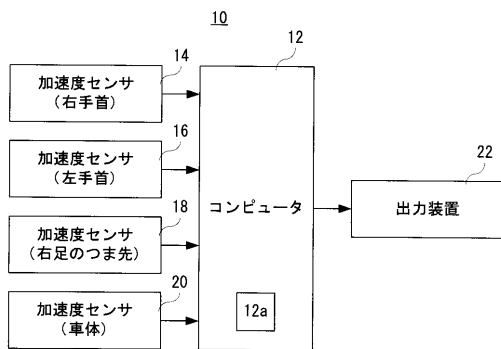 10
14
加速度センサ
(右手首)
12
16
加速度センサ
(左手首)
18
加速度センサ
(右足のつま先)
20
加速度センサ
(車体)
コンピュータ
12a
22
出力装置